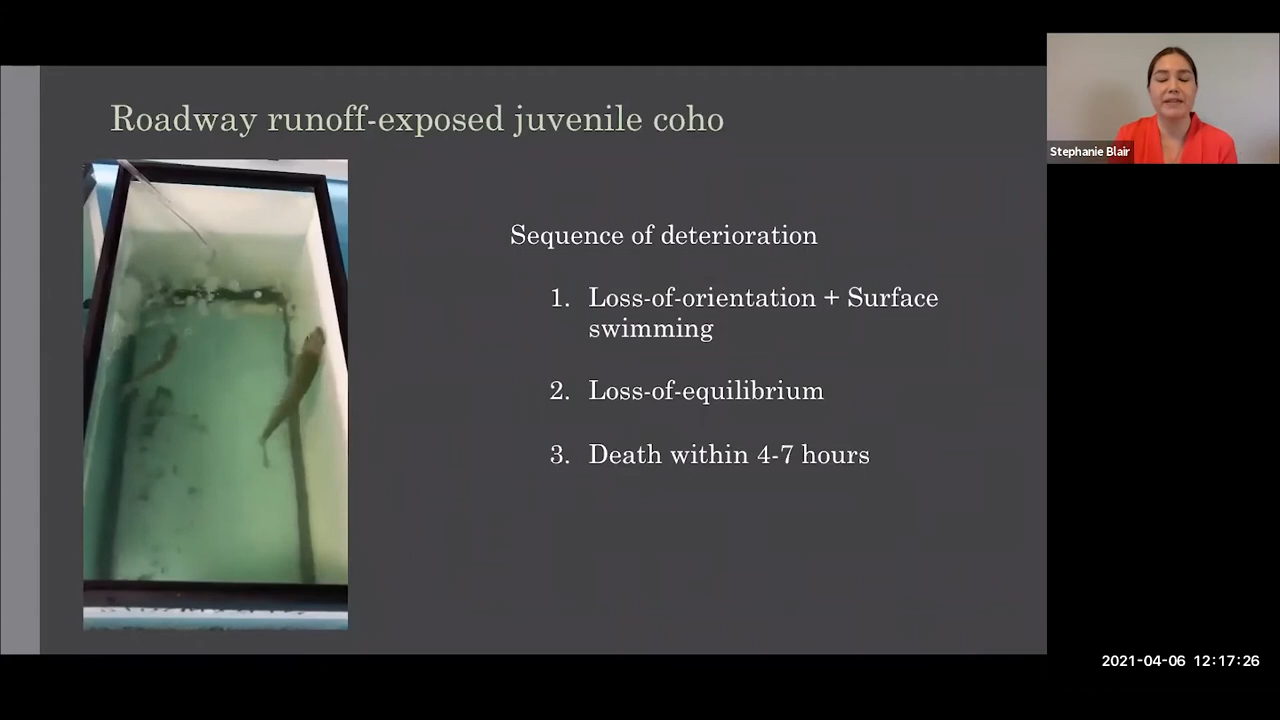 Roadway runoff-exposed juvenile coho
Stephanie Blair
Sequence of deterioration
1. Loss-of-orientation + Surface
swimming
2. Loss-of-equilibrium
3. Death within 4-7 hours
2021-04-06 12:17:26